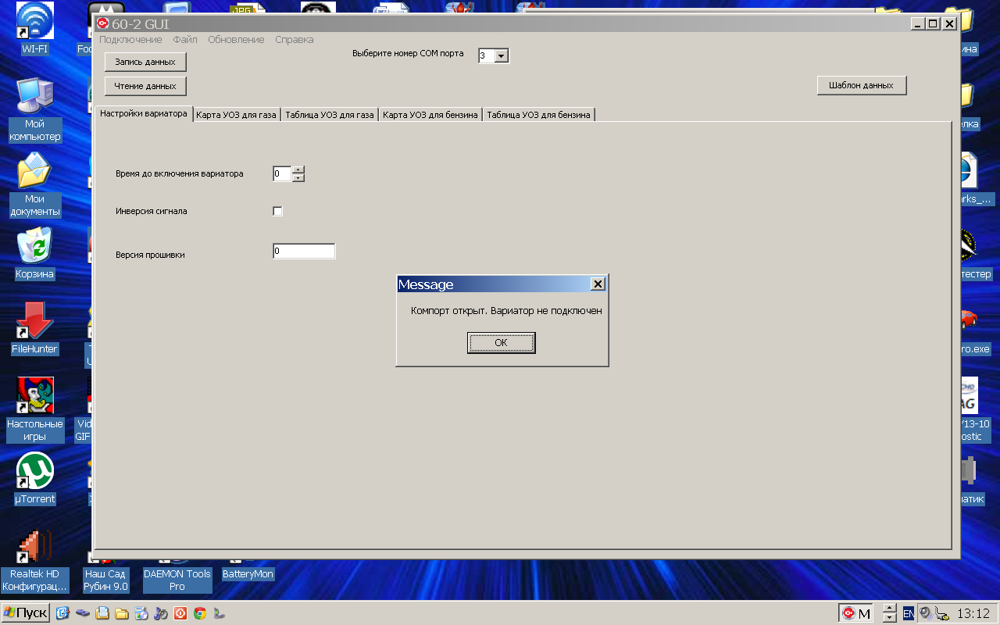 60-2 GUI
Подключение Файл Обновление Справка
Запись данных
Выберите номер COM порта 3
Чтение данных
Шаблон данных
Настройки вариатора Карта УОЗ для газа Таблица УОЗ для газа Карта УОЗ для бензина Таблица УОЗ для бензина
Время до включения вариатора 0
Инверсия сигнала
Версия прошивки 0
Message
Компорт открыт. Вариатор не подключен
OK
WI-FI
Мой
компьютер
Мои
документы
Корзина
FileHunter
Настольные
игры
µTorrent
Realtek HD
Конфигурац...
Наш Сад
Рубин 9.0
DAEMON Tools
Pro
BatteryMon
JPG
Foc
Vid
GIF
ина
елка
rks_...
тестер
ro.exe
AG
/13-10
ostic
матик
Пуск
M
EN
13:12